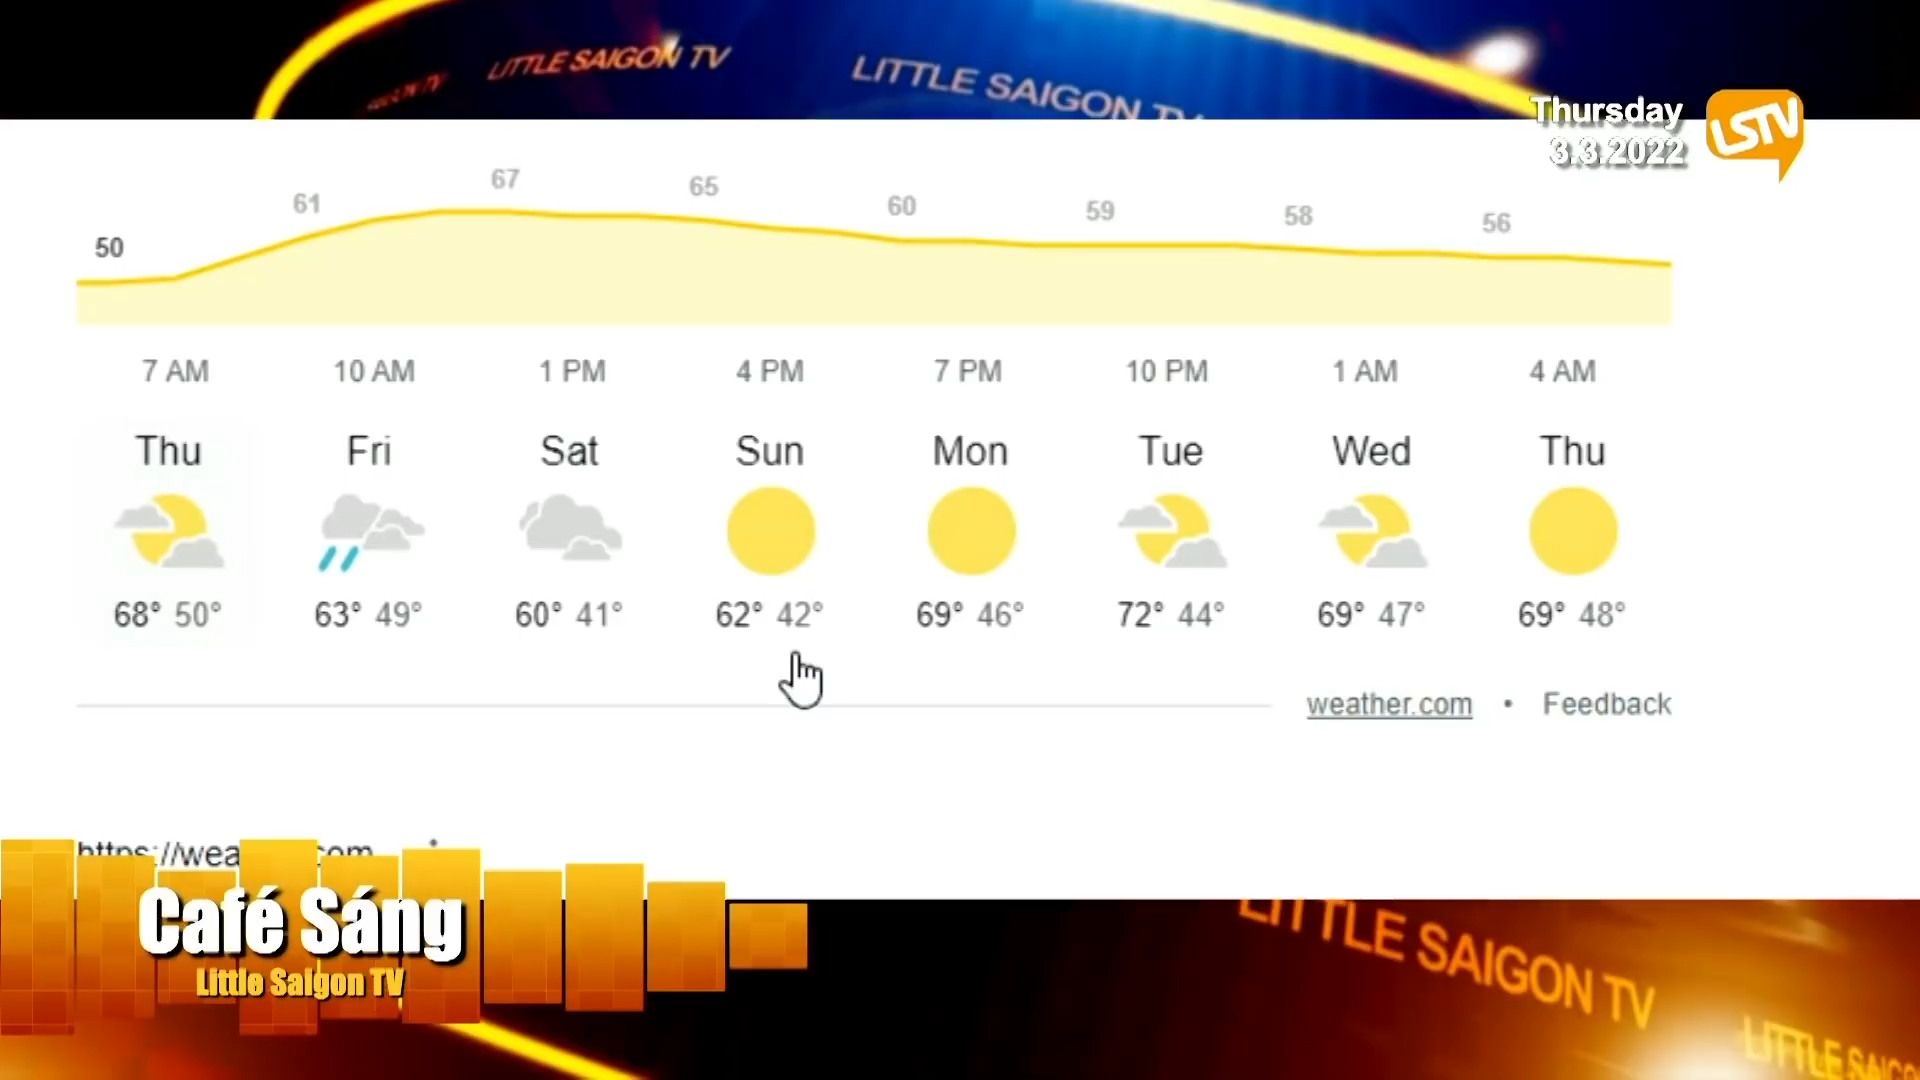 LITTLE SAIGON TV
LITTLE SAIGON TV
Thursday
3.3.2022
LSTV
50 61 67 65 60 59 58 56
7 AM 10 AM 1 PM 4 PM 7 PM 10 PM 1 AM 4 AM
Thu Fri Sat Sun Mon Tue Wed Thu
68° 50° 63° 49° 60° 41° 62° 42° 69° 46° 72° 44° 69° 47° 69° 48°
weather.com • Feedback
Café Sáng
Little Saigon TV
LITTLE SAIGON TV